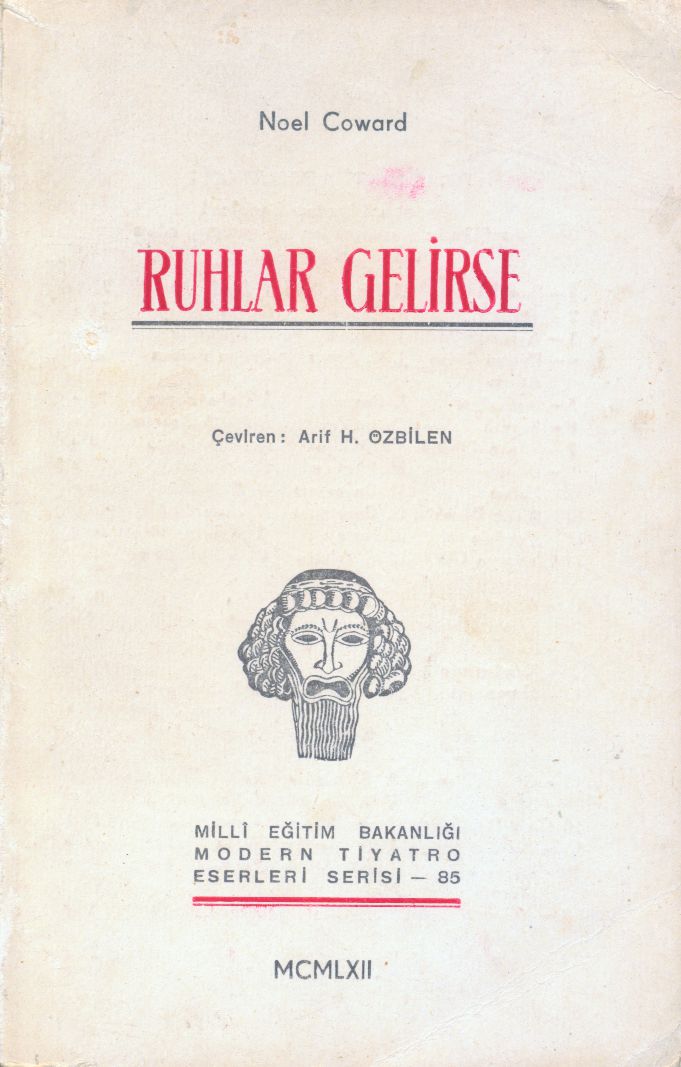 Noel Coward
RUHLAR GELİRSE
Çeviren : Arif H. ÖZBİLEN
MİLLÎ EĞİTİM BAKANLIĞI
MODERN TİYATRO
ESERLERİ SERİSİ — 85
MCMLXII